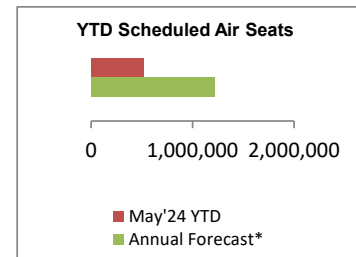 YTD Scheduled Air Seats
0 1,000,000 2,000,000
May'24 YTD
Annual Forecast*